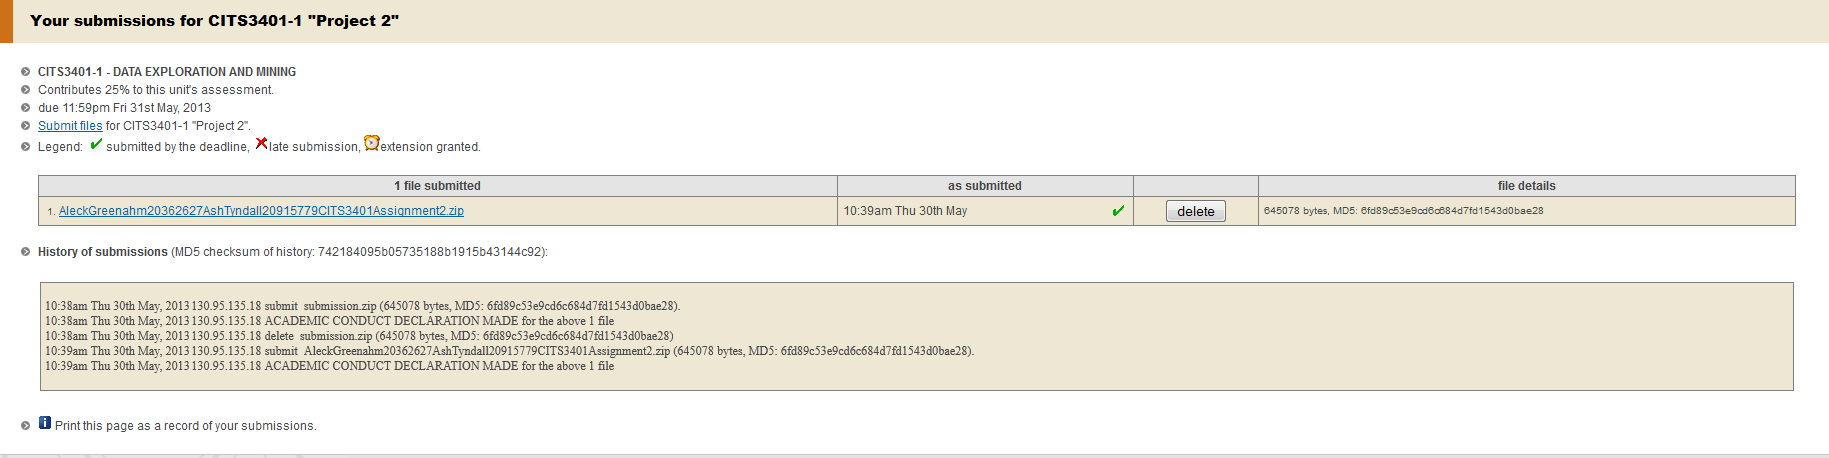 Your submissions for CITS3401-1 "Project 2"
CITS3401-1 - DATA EXPLORATION AND MINING
Contributes 25% to this unit's assessment.
due 11:59pm Fri 31st May, 2013
Submit files for CITS3401-1 "Project 2".
Legend: submitted by the deadline, late submission, extension granted.
1 file submitted as submitted file details
1. AleckGreenahm20362627AshTyndall20915779CITS3401Assignment2.zip 10:39am Thu 30th May delete 645078 bytes, MD5: 6fd89c53e9cd6c684d7fd1543d0bae28
History of submissions (MD5 checksum of history: 742184095b05735188b1915b43144c92):
10:38am Thu 30th May, 2013 130.95.135.18 submit submission.zip (645078 bytes, MD5: 6fd89c53e9cd6c684d7fd1543d0bae28).
10:38am Thu 30th May, 2013 130.95.135.18 ACADEMIC CONDUCT DECLARATION MADE for the above 1 file
10:38am Thu 30th May, 2013 130.95.135.18 delete submission.zip (645078 bytes, MD5: 6fd89c53e9cd6c684d7fd1543d0bae28)
10:39am Thu 30th May, 2013 130.95.135.18 submit AleckGreenahm20362627AshTyndall20915779CITS3401Assignment2.zip (645078 bytes, MD5: 6fd89c53e9cd6c684d7fd1543d0bae28).
10:39am Thu 30th May, 2013 130.95.135.18 ACADEMIC CONDUCT DECLARATION MADE for the above 1 file
Print this page as a record of your submissions.